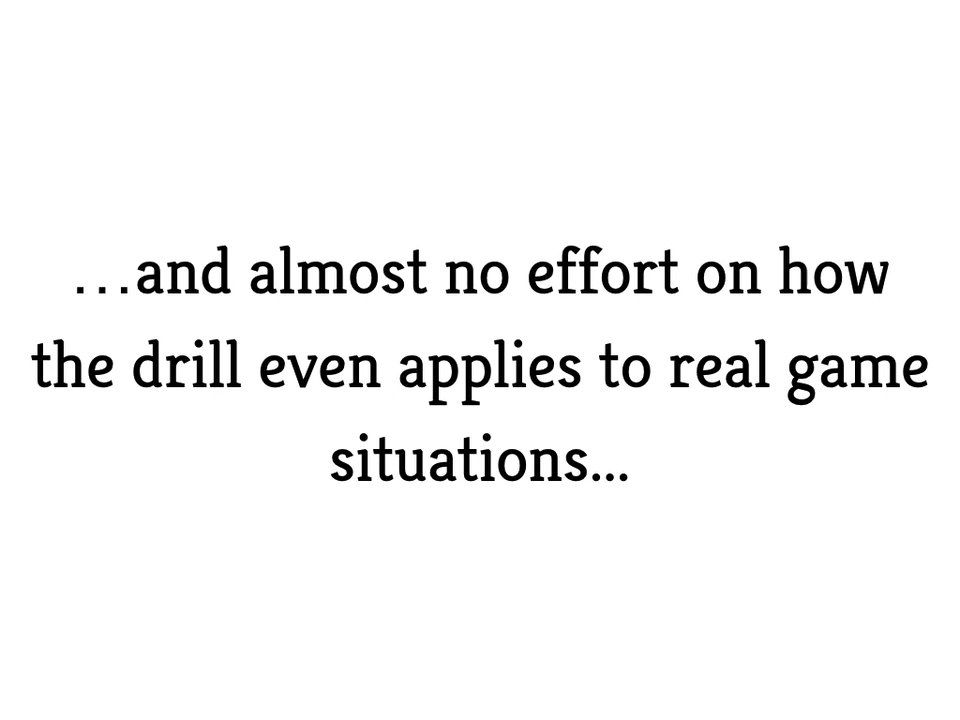 …and almost no effort on how
the drill even applies to real game
situations...